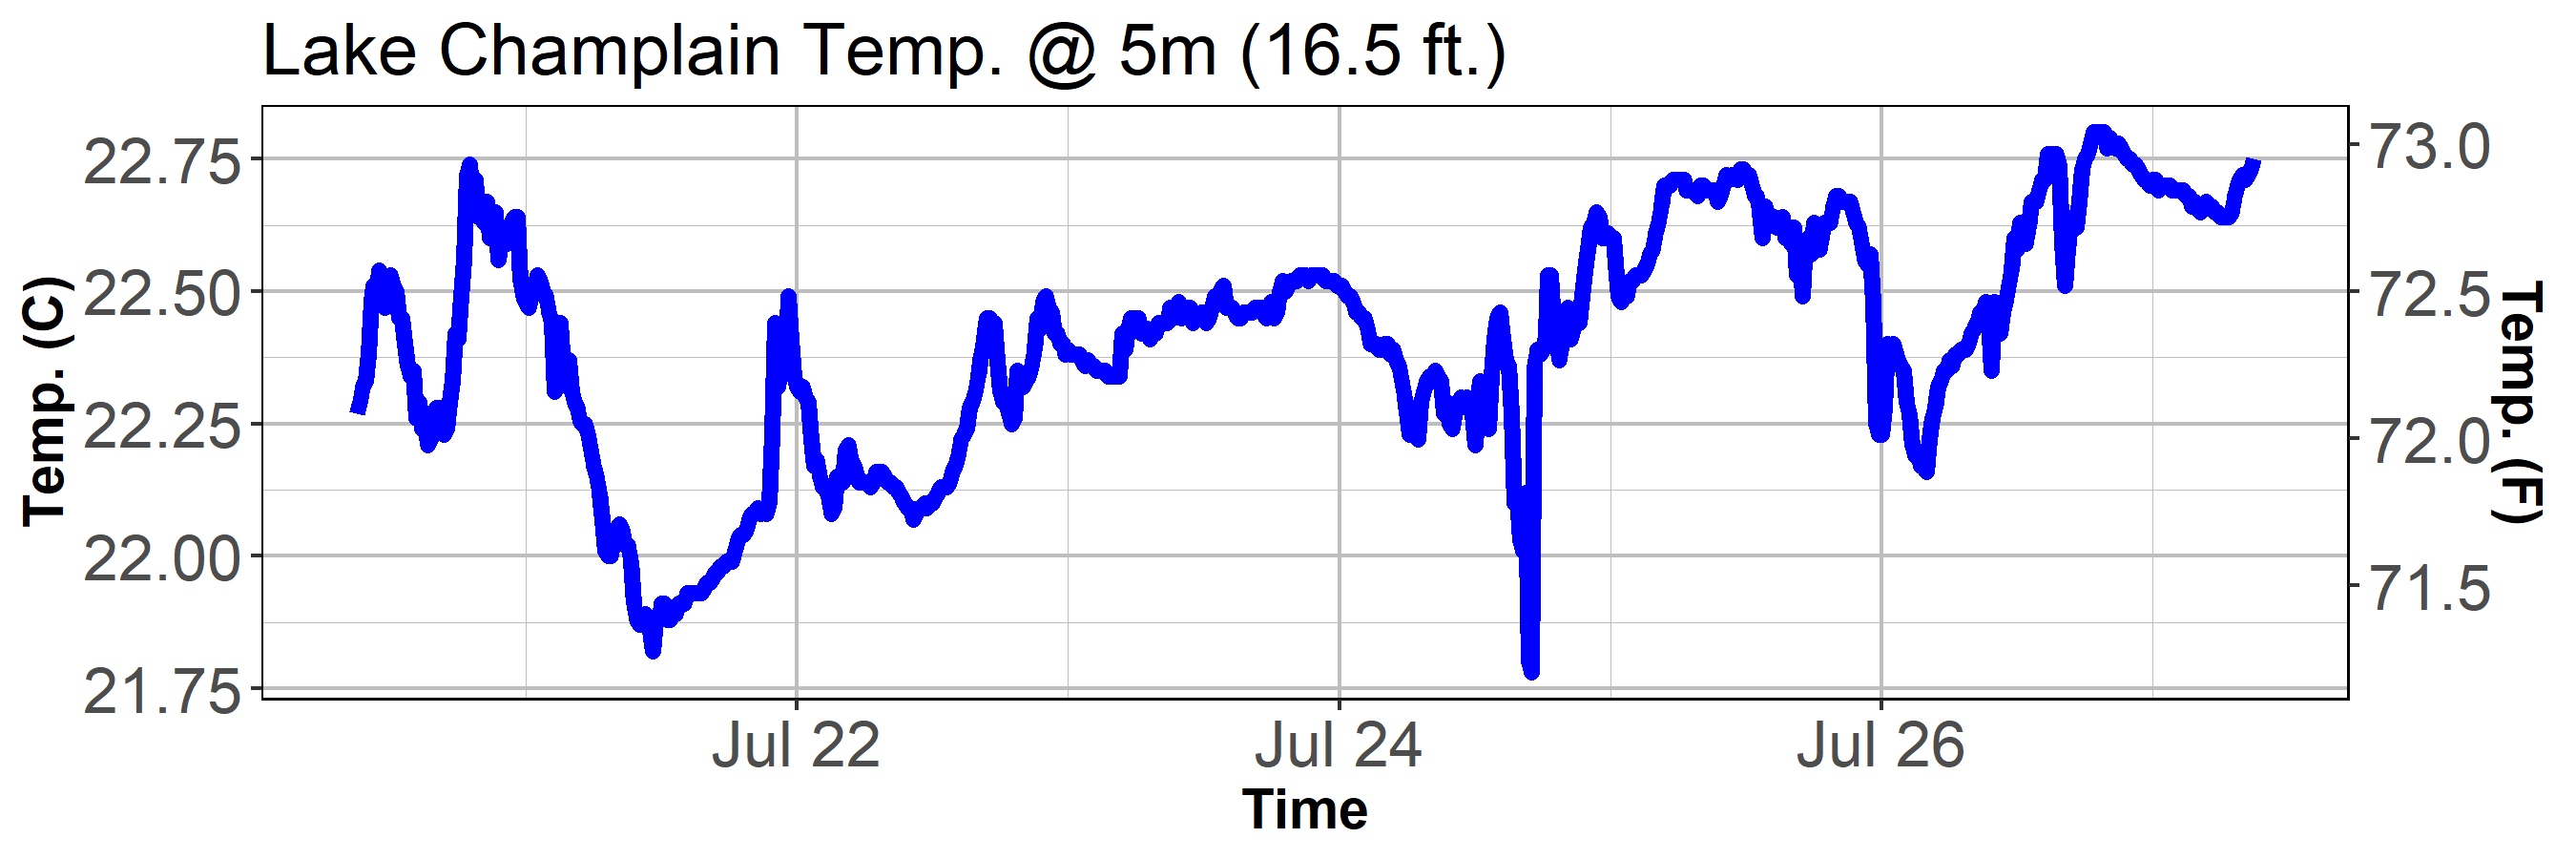 Lake Champlain Temp. @ 5m (16.5 ft.)
Temp. (C)
22.75
22.50
22.25
22.00
21.75
73.0
72.5
72.0
71.5
Temp. (F)
Jul 22 Jul 24 Jul 26
Time